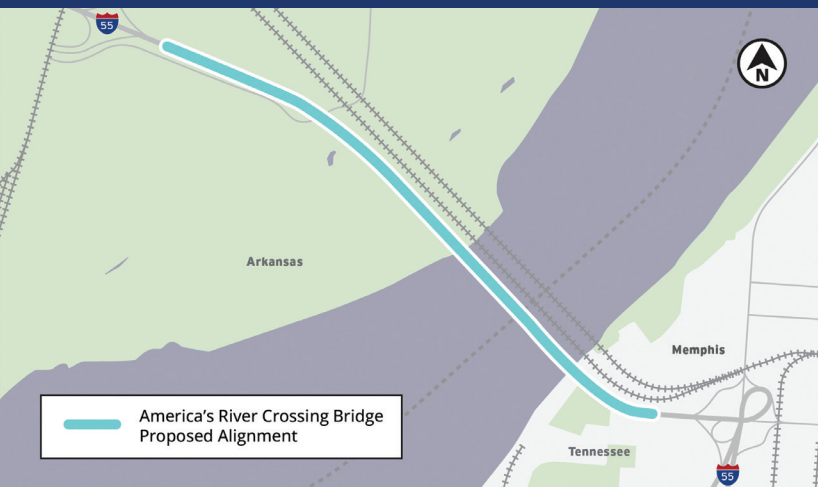 55
N
Arkansas
Memphis
America's River Crossing Bridge
Proposed Alignment
Tennessee
55